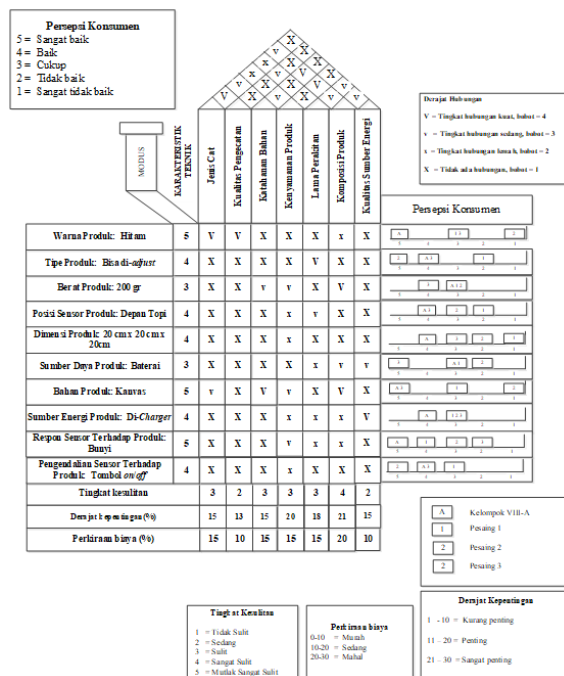 Persepsi Konsumen
5 = Sangat baik
4 = Baik
3 = Cukup
2 = Tidak baik
1 = Sangat tidak baik
Derajat Hubungan
V = Tingkat hubungan kuat, bobot = 4
v = Tingkat hubungan sedang, bobot = 3
x = Tingkat hubungan lemah, bobot = 2
X = Tidak ada hubungan, bobot = 1
MODUS
KARAKTERISTIK TEKNIK
Jenis Cat
Kualitas Pengecatan
Katahanan Bahan
Kenyamanan Produk
Lama Perakitan
Komposisi Produk
Kualitas Sumber Energi
Persepsi Konsumen
Warna Produk: Hitam 5 V V X X X x X
Tipe Produk: Bisa di-adjust 4 X X X X V X X
Berat Produk: 200 gr 3 X X v v X V X
Posisi Sensor Produk: Depan Topi 4 X X X x v X X
Dimensi Produk: 20 cm x 20 cm x
20cm 4 X X X x X X X
Sumber Daya Produk: Baterai 3 X X X X x v v
Bahan Produk: Kanvas 5 v X V v X V X
Sumber Energi Produk: Di-Charger 4 X X X x x x V
Respon Sensor Terhadap Produk:
Bunyi 5 X X X v x x X
Pengendalian Sensor Terhadap
Produk: Tombol on/off 4 X X X x X X X
Tingkat kesulitan 3 2 3 3 3 4 2
Derajat kepentingan (%) 15 13 15 20 18 21 15
Perkiraan biaya (%) 15 10 15 15 15 20 10
A Kelompok VIII-A
1 Pesaing 1
2 Pesaing 2
2 Pesaing 3
Tingkat Kesulitan
1 = Tidak Sulit
2 = Sedang
3 = Sulit
4 = Sangat Sulit
5 = Mutlak Sangat Sulit
Perkiraan biaya
0-10 = Murah
10-20 = Sedang
20-30 = Mahal
Derajat Kepentingan
1 - 10 = Kurang penting
11 - 20 = Penting
21 - 30 = Sangat penting